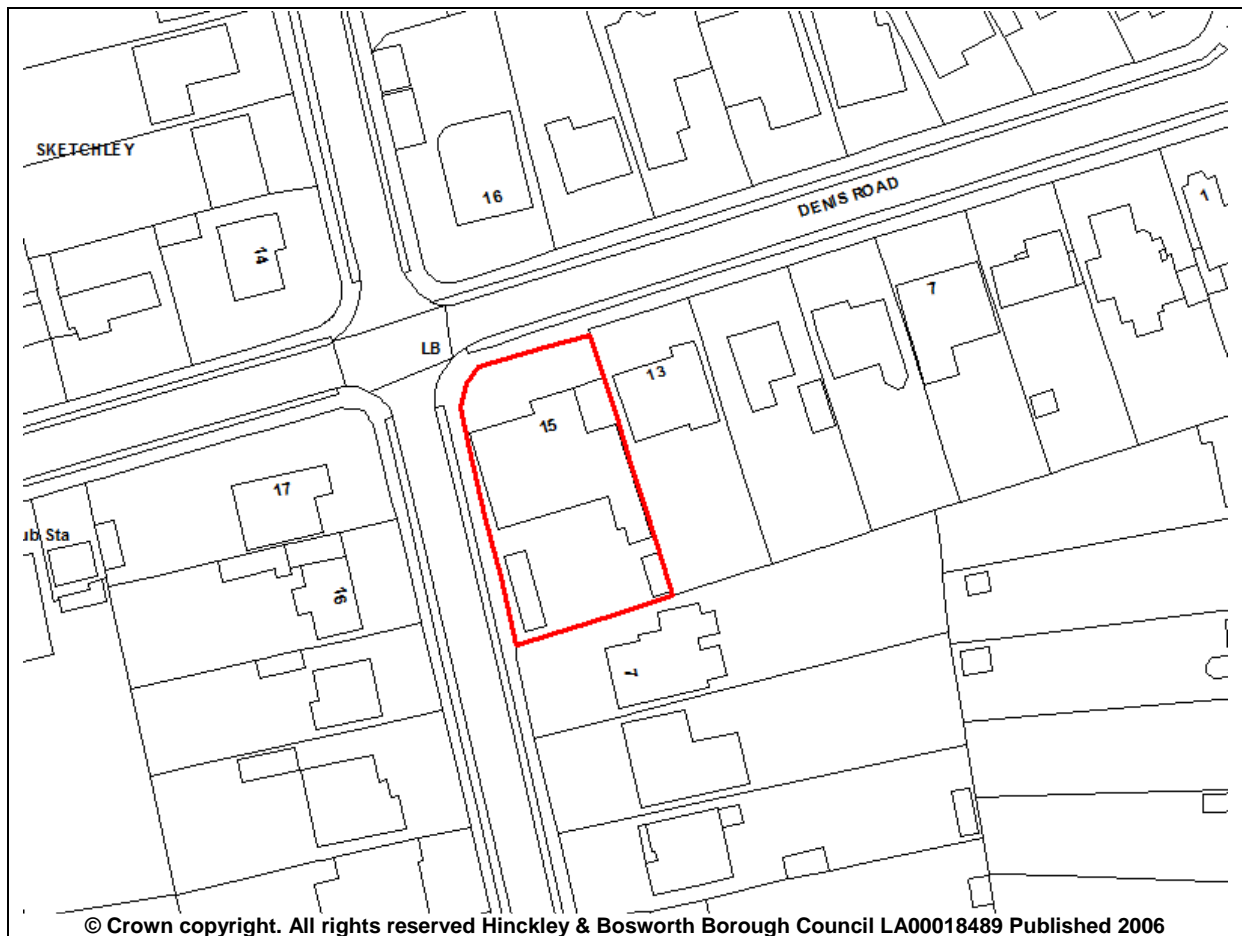 SKETCHLEY
16
DENIS ROAD
1
14
7
LB
13
15
17
ub Sta
16
7
© Crown copyright. All rights reserved Hinckley & Bosworth Borough Council LA00018489 Published 2006